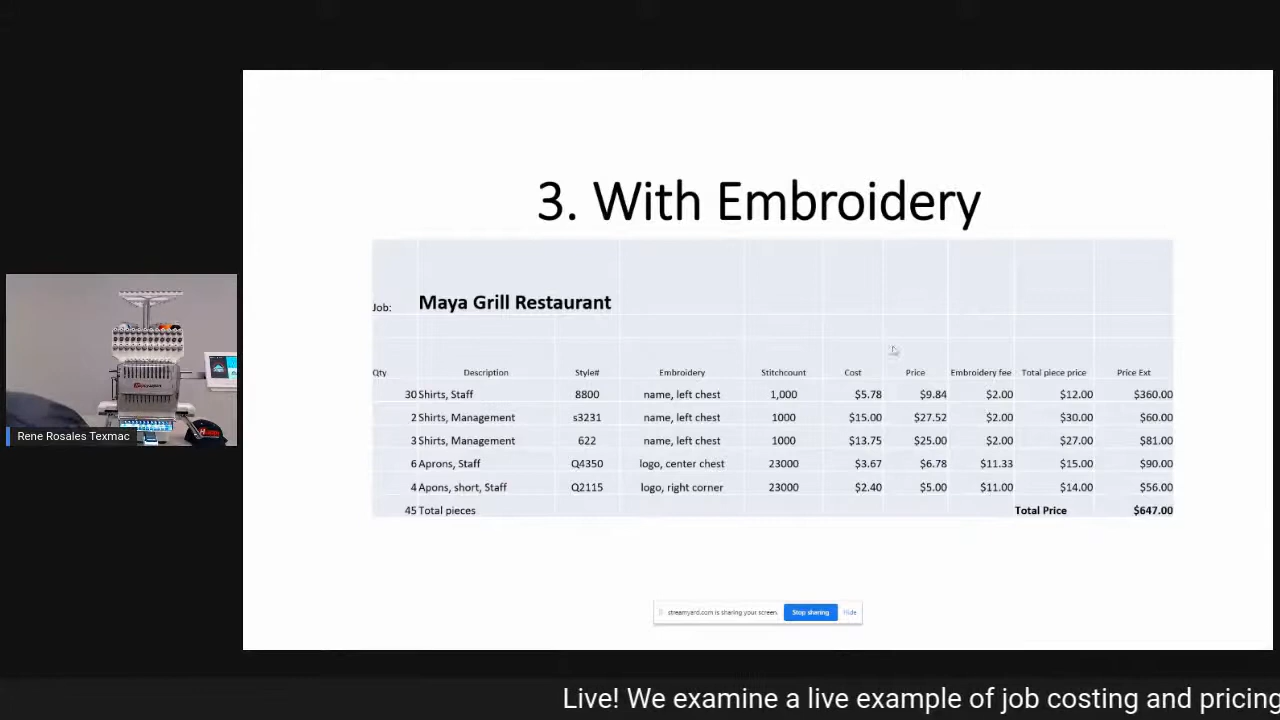 3. With Embroidery
Job: Maya Grill Restaurant
Qty Description Style# Embroidery Stitchcount Cost Price Embroidery fee Total piece price Price Ext
30 Shirts, Staff 8800 name, left chest 1,000 $5.78 $9.84 $2.00 $12.00 $360.00
2 Shirts, Management s3231 name, left chest 1000 $15.00 $27.52 $2.00 $30.00 $60.00
3 Shirts, Management 622 name, left chest 1000 $13.75 $25.00 $2.00 $27.00 $81.00
6 Aprons, Staff Q4350 logo, center chest 23000 $3.67 $6.78 $11.33 $15.00 $90.00
4 Apons, short, Staff Q2115 logo, right corner 23000 $2.40 $5.00 $11.00 $14.00 $56.00
45 Total pieces Total Price $647.00
Rene Rosales Texmac
streamyard.com is sharing your screen. Stop sharing Hide
Live! We examine a live example of job costing and pricing